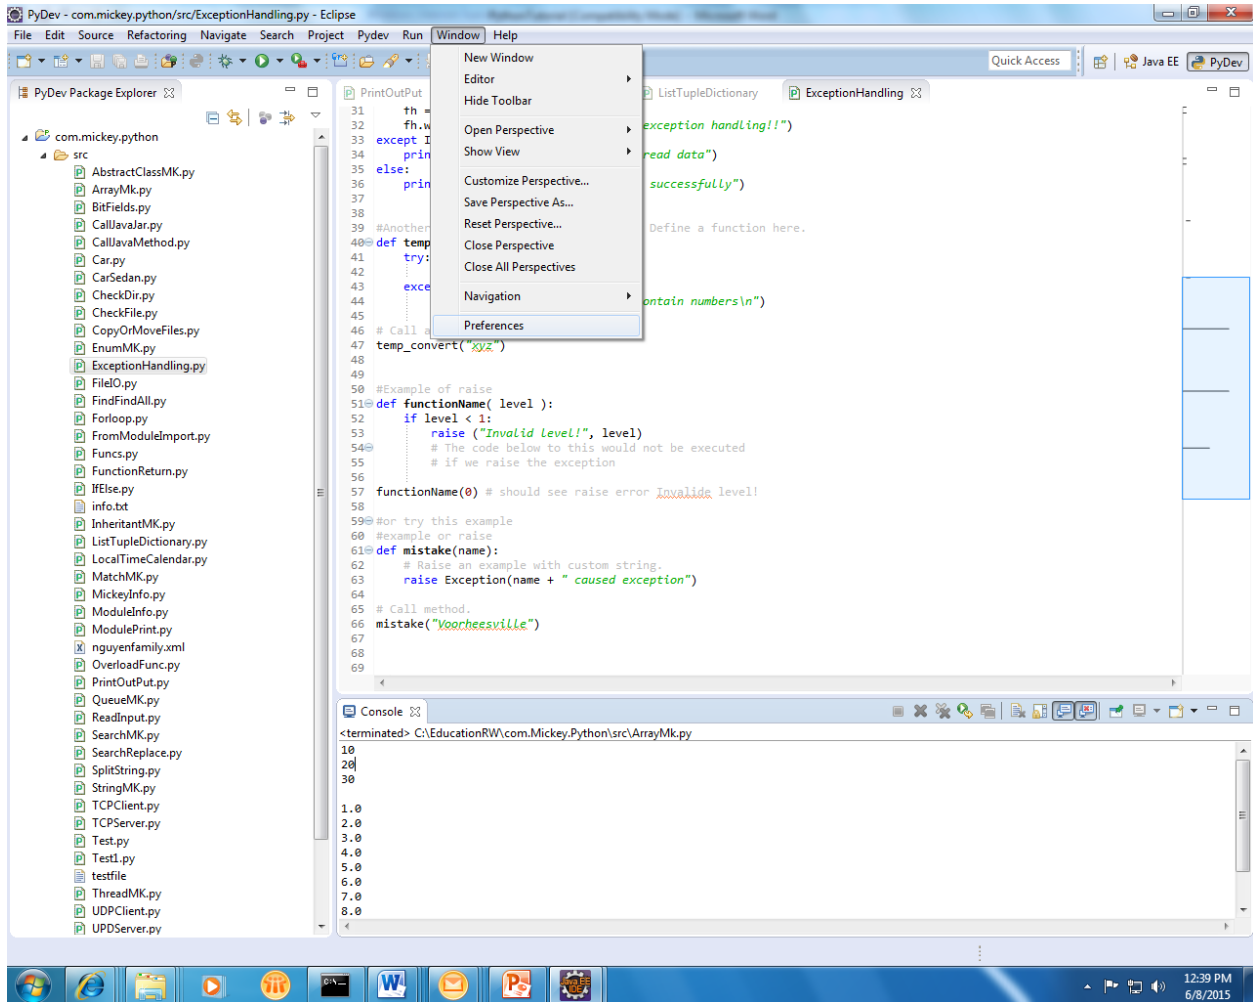 PyDev - com.mickey.python/src/ExceptionHandling.py - Eclipse
File Edit Source Refactoring Navigate Search Project Pydev Run Window Help
Quick Access
Java EE
PyDev
New Window
Editor
Hide Toolbar
Open Perspective
Show View
Customize Perspective...
Save Perspective As...
Reset Perspective...
Close Perspective
Close All Perspectives
Navigation
Preferences
PyDev Package Explorer
com.mickey.python
src
AbstractClassMK.py
ArrayMk.py
BitFields.py
CallJavaJar.py
CallJavaMethod.py
Car.py
CarSedan.py
CheckDir.py
CheckFile.py
CopyOrMoveFiles.py
EnumMK.py
ExceptionHandling.py
FileIO.py
FindFindAll.py
Forloop.py
FromModuleImport.py
Funcs.py
FunctionReturn.py
IfElse.py
info.txt
InheritantMK.py
ListTupleDictionary.py
LocalTimeCalendar.py
MatchMK.py
MickeyInfo.py
ModuleInfo.py
ModulePrint.py
nguyenfamily.xml
OverloadFunc.py
PrintOutPut.py
QueueMK.py
ReadInput.py
SearchMK.py
SearchReplace.py
SplitString.py
StringMK.py
TCPClient.py
TCPServer.py
Test.py
Test1.py
testfile
ThreadMK.py
UDPClient.py
UPDServer.py
PrintOutPut ListTupleDictionary ExceptionHandling
31 fh =
32 fh.w exception handling!!")
33 except I
34 prin read data")
35 else:
36 prin successfully")
37
38
39 #Another Define a function here.
40 def temp
41 try:
42
43 exce
44 ontain numbers\n")
45
46 # Call a
47 temp_convert("xyz")
48
49
50 #Example of raise
51 def functionName( level ):
52 if level < 1:
53 raise ("Invalid level!", level)
54 # The code below to this would not be executed
55 # if we raise the exception
56
57 functionName(0) # should see raise error Invalide level!
58
59 #or try this example
60 #example or raise
61 def mistake(name):
62 # Raise an example with custom string.
63 raise Exception(name + " caused exception")
64
65 # Call method.
66 mistake("Voorheesville")
67
68
69
Console
<terminated> C:\EducationRW\com.Mickey.Python\src\ArrayMk.py
10
20
30
1.0
2.0
3.0
4.0
5.0
6.0
7.0
8.0
12:39 PM
6/8/2015